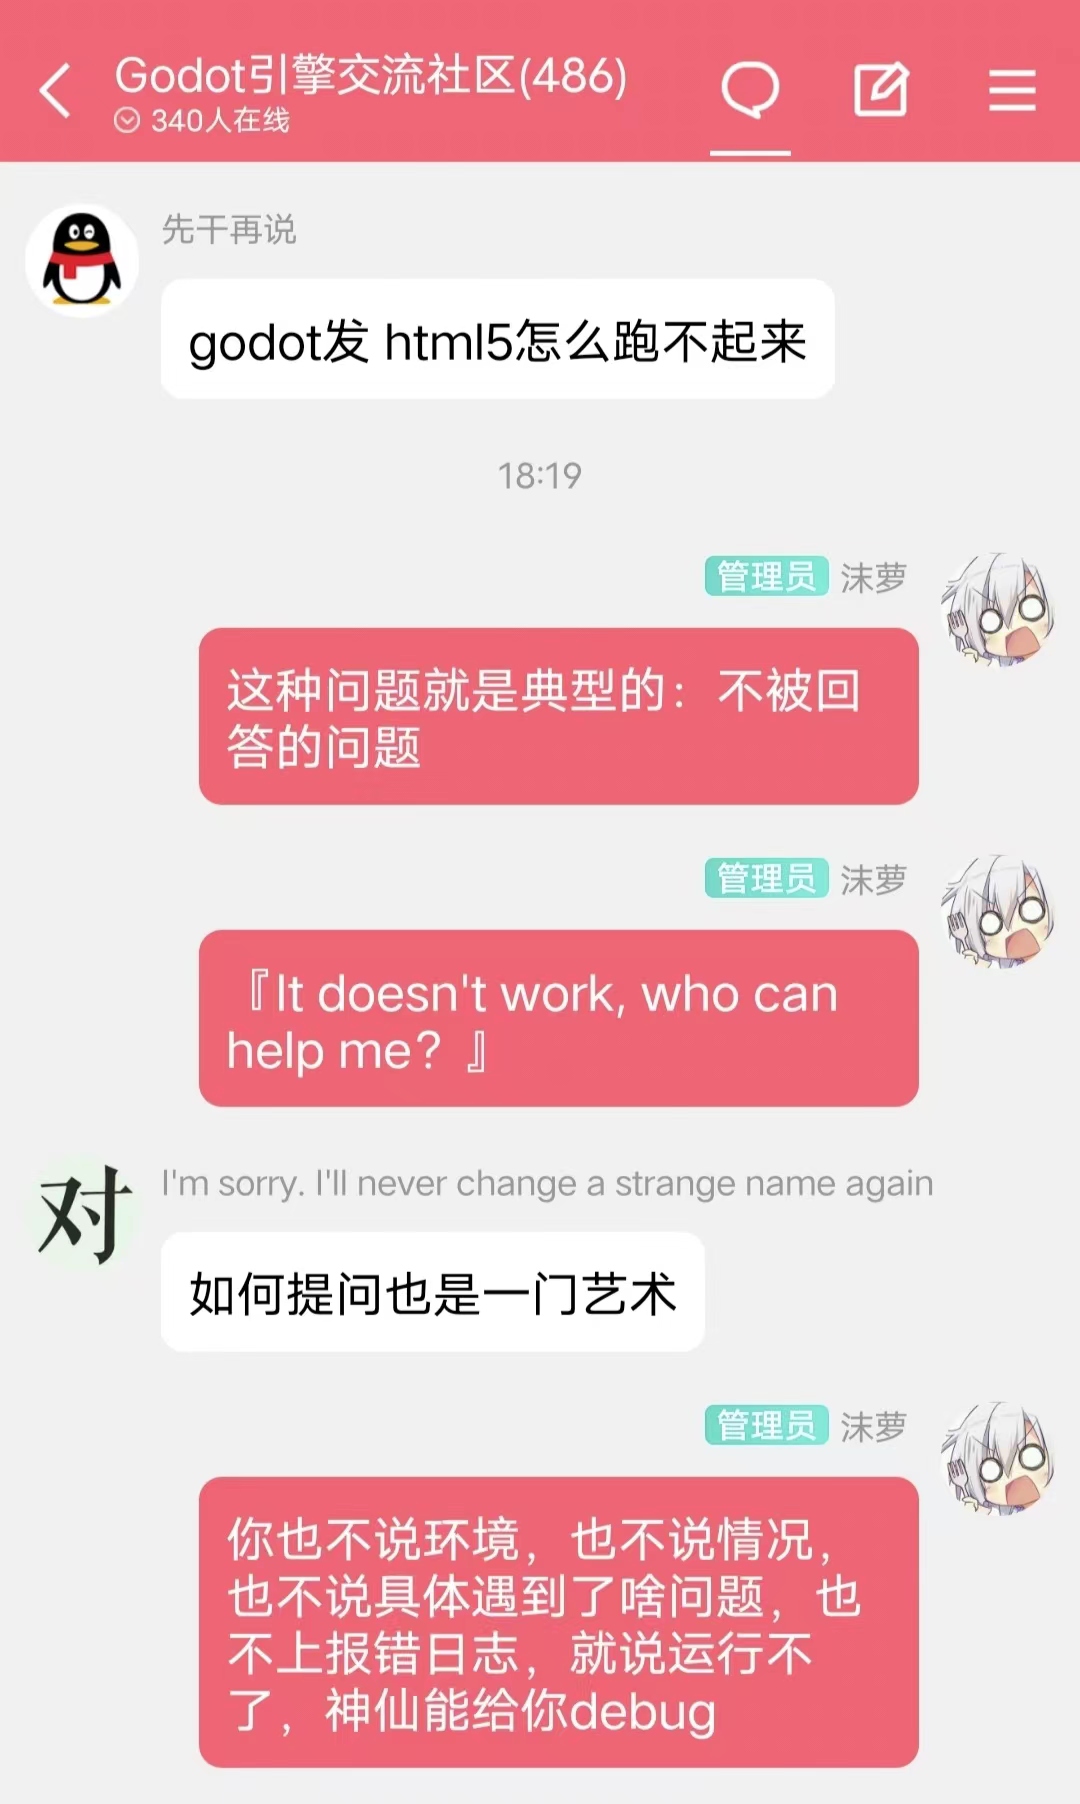 Godot引擎交流社区(486)
340人在线
先干再说
godot发 html5怎么跑不起来
18:19
管理员 沫萝
这种问题就是典型的：不被回
答的问题
管理员 沫萝
『It doesn't work, who can
help me？』
对
I'm sorry. I'll never change a strange name again
如何提问也是一门艺术
管理员 沫萝
你也不说环境，也不说情况，
也不说具体遇到了啥问题，也
不上报错日志，就说运行不
了，神仙能给你debug